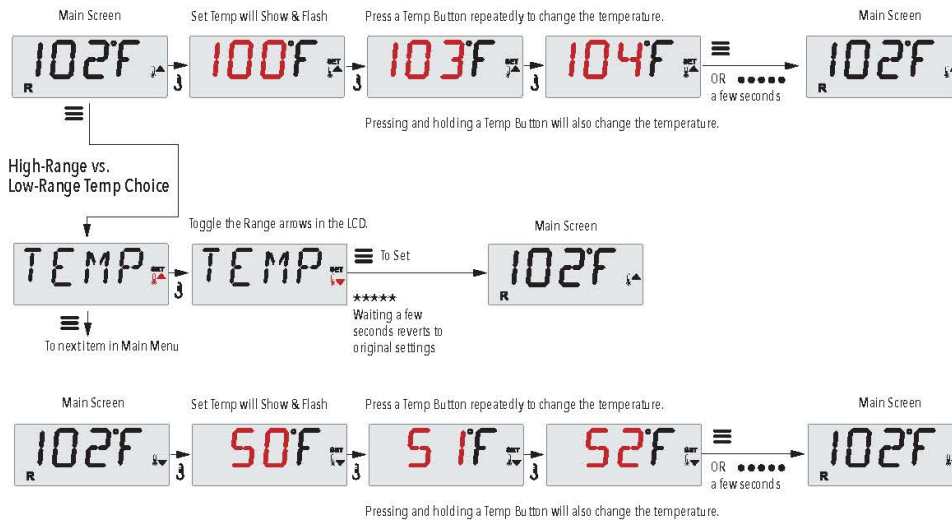 Main Screen
Set Temp will Show & Flash
Press a Temp Button repeatedly to change the temperature.
Main Screen
102°F
R
100°F
SET
103°F
SET
104°F
SET
OR •••••
a few seconds
102°F
R
Pressing and holding a Temp Button will also change the temperature.
High-Range vs.
Low-Range Temp Choice
Toggle the Range arrows in the LCD.
Main Screen
TEMP
SET
TEMP
SET
To Set
*****
Waiting a few
seconds reverts to
original settings
102°F
R
To next item in Main Menu
Main Screen
Set Temp will Show & Flash
Press a Temp Button repeatedly to change the temperature.
Main Screen
102°F
R
50°F
SET
51°F
SET
52°F
SET
OR •••••
a few seconds
102°F
R
Pressing and holding a Temp Button will also change the temperature.